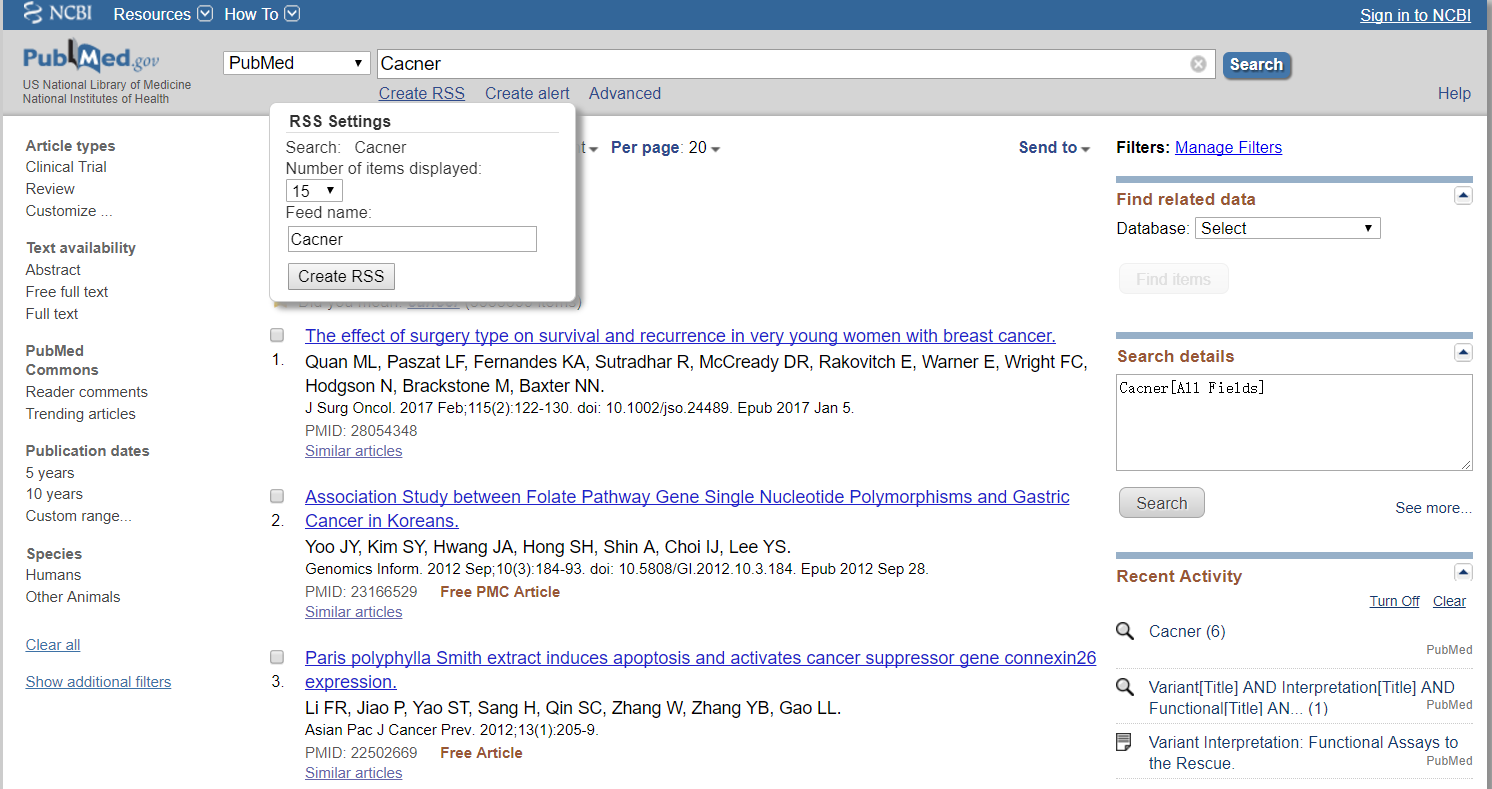 NCBI Resources How To Sign in to NCBI
PubMed.gov
US National Library of Medicine
National Institutes of Health
PubMed Cacner Search
Create RSS Create alert Advanced Help
RSS Settings
Search: Cacner
Number of items displayed:
15
Feed name:
Cacner
Create RSS
Per page: 20 Send to
Article types
Clinical Trial
Review
Customize ...
Text availability
Abstract
Free full text
Full text
PubMed
Commons
Reader comments
Trending articles
Publication dates
5 years
10 years
Custom range...
Species
Humans
Other Animals
Clear all
Show additional filters
The effect of surgery type on survival and recurrence in very young women with breast cancer.
1. Quan ML, Paszat LF, Fernandes KA, Sutradhar R, McCready DR, Rakovitch E, Warner E, Wright FC,
Hodgson N, Brackstone M, Baxter NN.
J Surg Oncol. 2017 Feb;115(2):122-130. doi: 10.1002/jso.24489. Epub 2017 Jan 5.
PMID: 28054348
Similar articles
Association Study between Folate Pathway Gene Single Nucleotide Polymorphisms and Gastric
2. Cancer in Koreans.
Yoo JY, Kim SY, Hwang JA, Hong SH, Shin A, Choi IJ, Lee YS.
Genomics Inform. 2012 Sep;10(3):184-93. doi: 10.5808/GI.2012.10.3.184. Epub 2012 Sep 28.
PMID: 23166529 Free PMC Article
Similar articles
Paris polyphylla Smith extract induces apoptosis and activates cancer suppressor gene connexin26
3. expression.
Li FR, Jiao P, Yao ST, Sang H, Qin SC, Zhang W, Zhang YB, Gao LL.
Asian Pac J Cancer Prev. 2012;13(1):205-9.
PMID: 22502669 Free Article
Similar articles
Filters: Manage Filters
Find related data
Database: Select
Find items
Search details
Cacner[All Fields]
Search
See more...
Recent Activity
Turn Off Clear
Cacner (6)
PubMed
Variant[Title] AND Interpretation[Title] AND
Functional[Title] AN... (1) PubMed
Variant Interpretation: Functional Assays to
the Rescue. PubMed